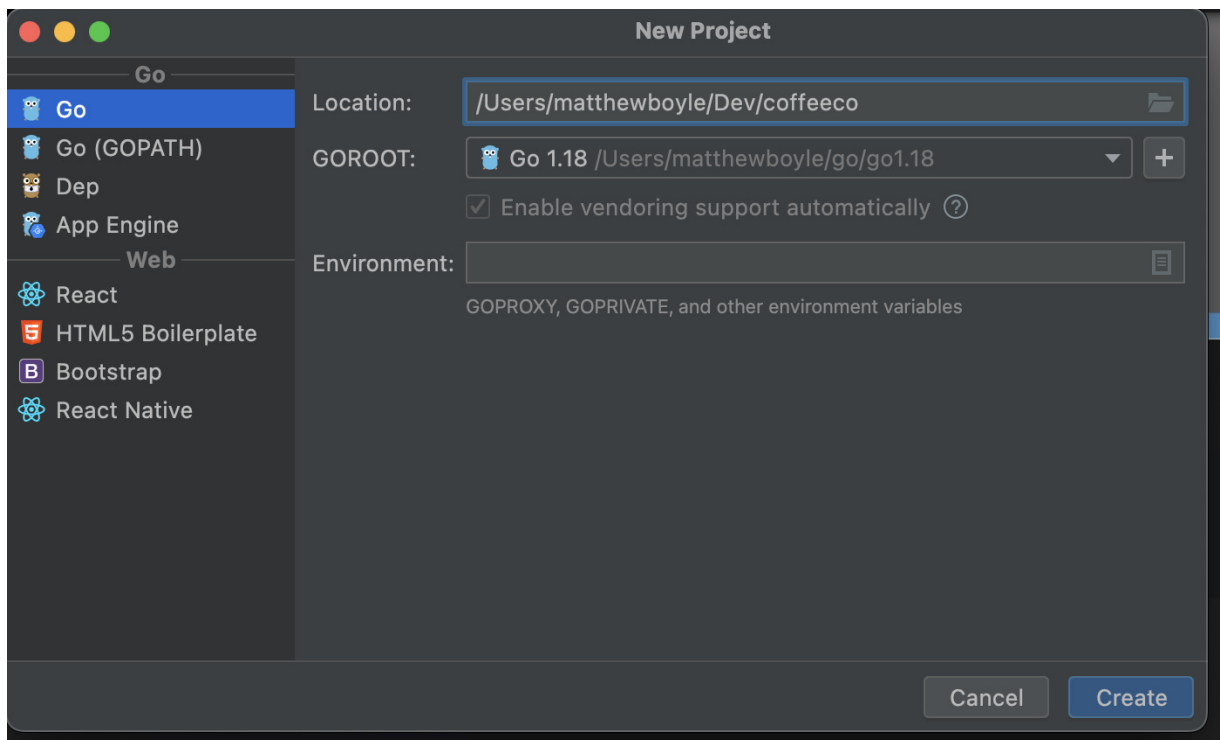 New Project
Go
Go
Go (GOPATH)
Dep
App Engine
Web
React
HTML5 Boilerplate
Bootstrap
React Native
Location: /Users/matthewboyle/Dev/coffeeco
GOROOT: Go 1.18 /Users/matthewboyle/go/go1.18
Enable vendoring support automatically ?
Environment:
GOPROXY, GOPRIVATE, and other environment variables
Cancel Create